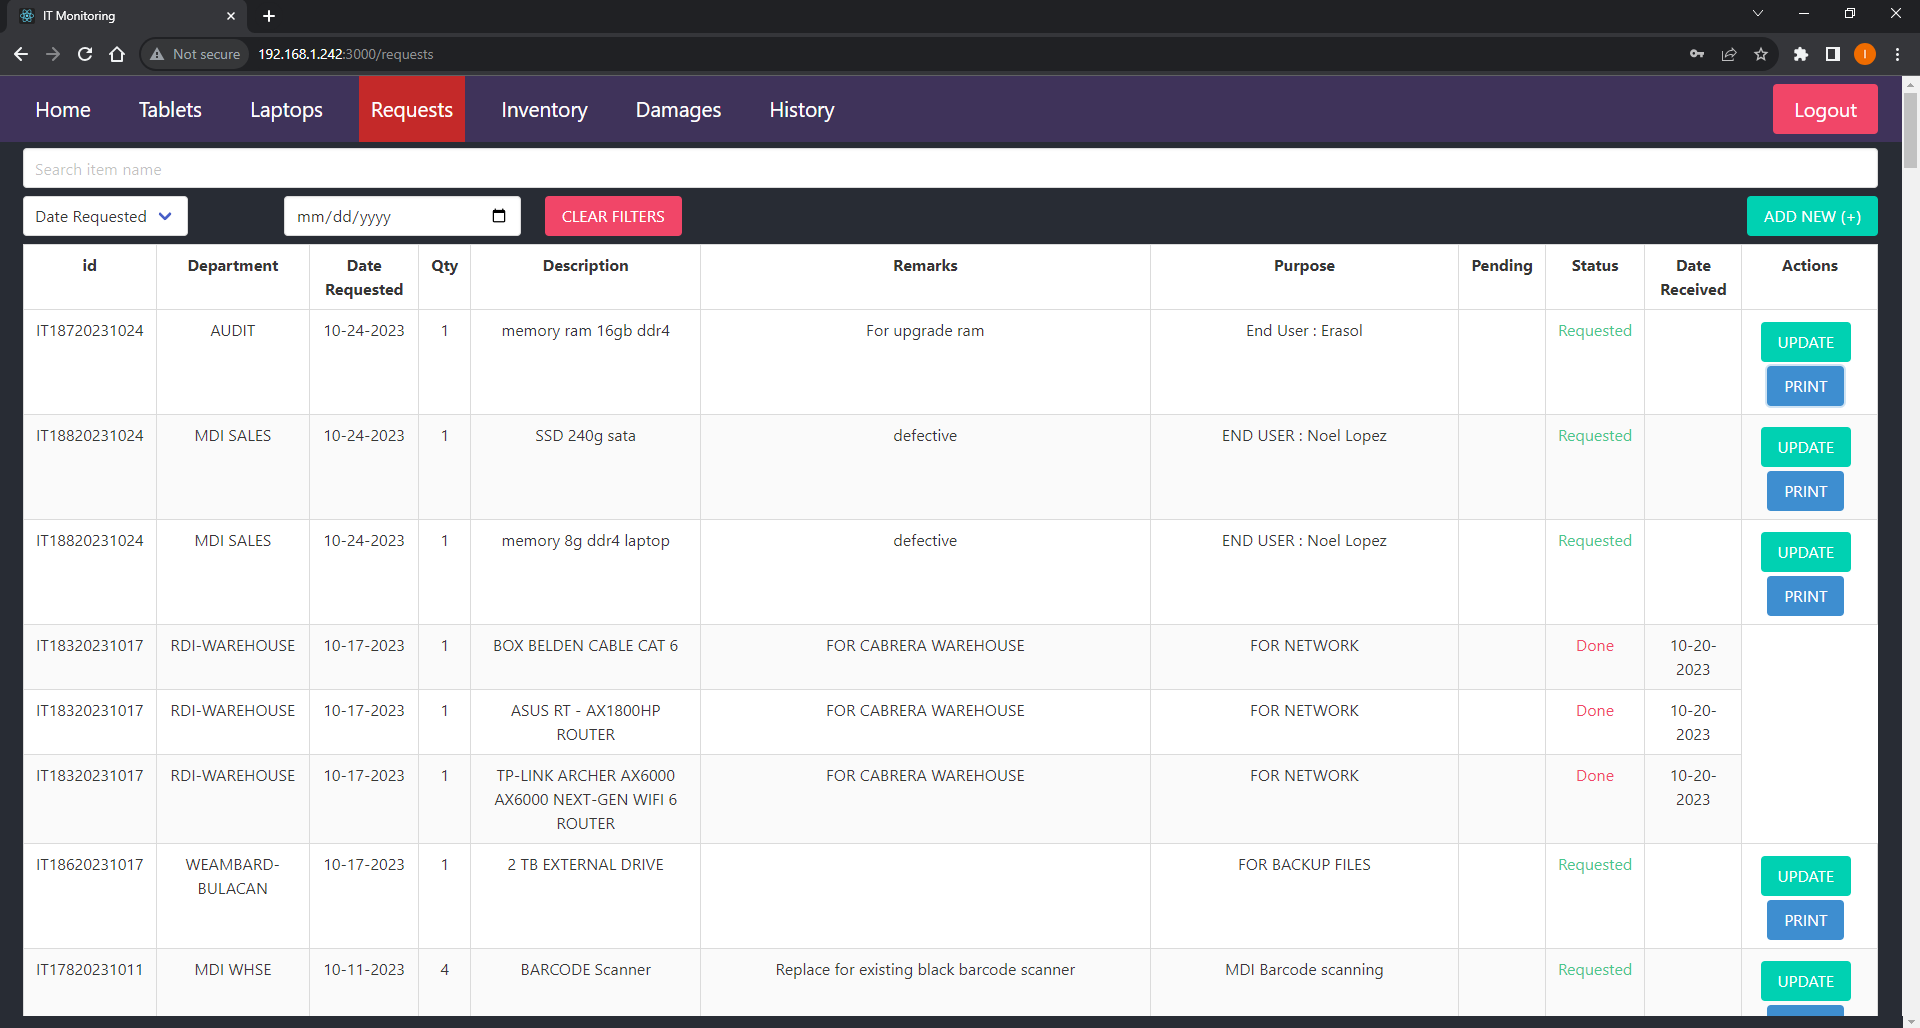 IT Monitoring
Not secure 192.168.1.242:3000/requests
I
Home Tablets Laptops Requests Inventory Damages History Logout
Search item name
Date Requested mm/dd/yyyy CLEAR FILTERS ADD NEW (+)
id Department Date Requested Qty Description Remarks Purpose Pending Status Date Received Actions
IT18720231024 AUDIT 10-24-2023 1 memory ram 16gb ddr4 For upgrade ram End User : Erasol Requested UPDATE
PRINT
IT18820231024 MDI SALES 10-24-2023 1 SSD 240g sata defective END USER : Noel Lopez Requested UPDATE
PRINT
IT18820231024 MDI SALES 10-24-2023 1 memory 8g ddr4 laptop defective END USER : Noel Lopez Requested UPDATE
PRINT
IT18320231017 RDI-WAREHOUSE 10-17-2023 1 BOX BELDEN CABLE CAT 6 FOR CABRERA WAREHOUSE FOR NETWORK Done 10-20-
2023
IT18320231017 RDI-WAREHOUSE 10-17-2023 1 ASUS RT - AX1800HP FOR CABRERA WAREHOUSE FOR NETWORK Done 10-20-
ROUTER 2023
IT18320231017 RDI-WAREHOUSE 10-17-2023 1 TP-LINK ARCHER AX6000 FOR CABRERA WAREHOUSE FOR NETWORK Done 10-20-
AX6000 NEXT-GEN WIFI 6 2023
ROUTER
IT18620231017 WEAMBARD- 10-17-2023 1 2 TB EXTERNAL DRIVE FOR BACKUP FILES Requested UPDATE
BULACAN PRINT
IT17820231011 MDI WHSE 10-11-2023 4 BARCODE Scanner Replace for existing black barcode scanner MDI Barcode scanning Requested UPDATE